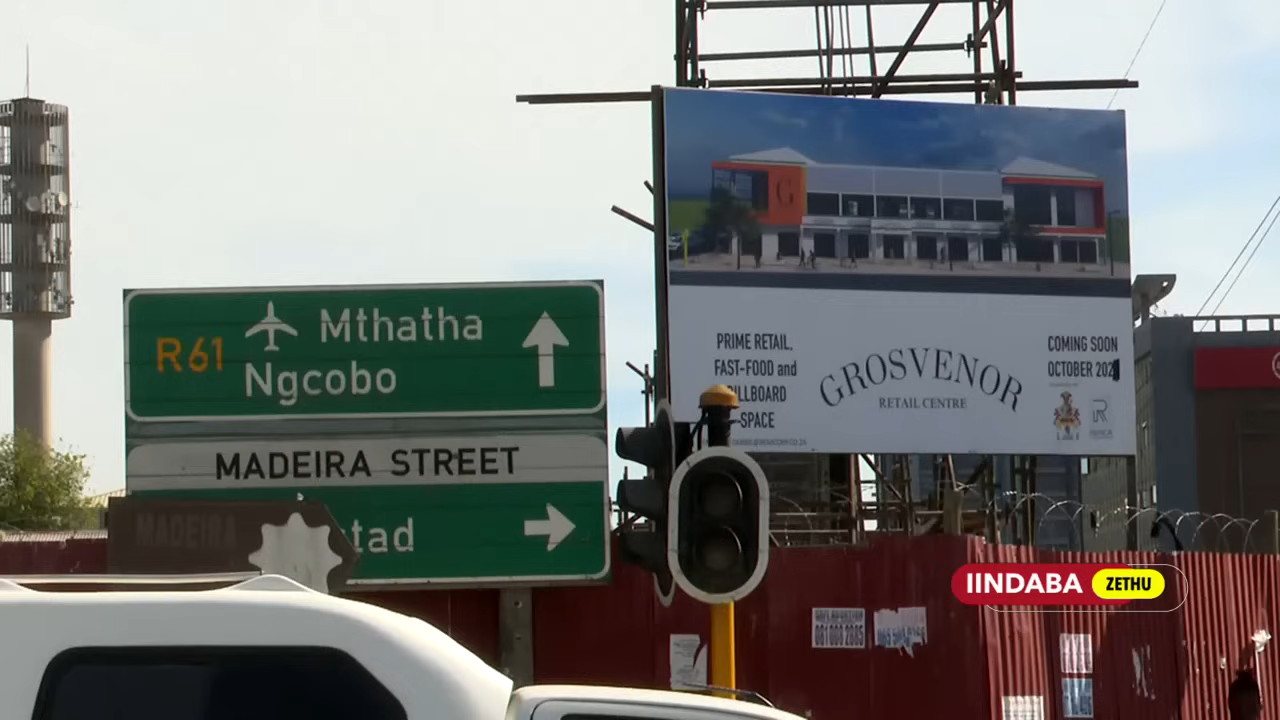 R61
Mthatha
Ngcobo
MADEIRA STREET
MADEIRA
tad
G
PRIME RETAIL,
FAST-FOOD and
BILLBOARD
SPACE
GROSVENOR
RETAIL CENTRE
COMING SOON
OCTOBER 202
IINDABA ZETHU